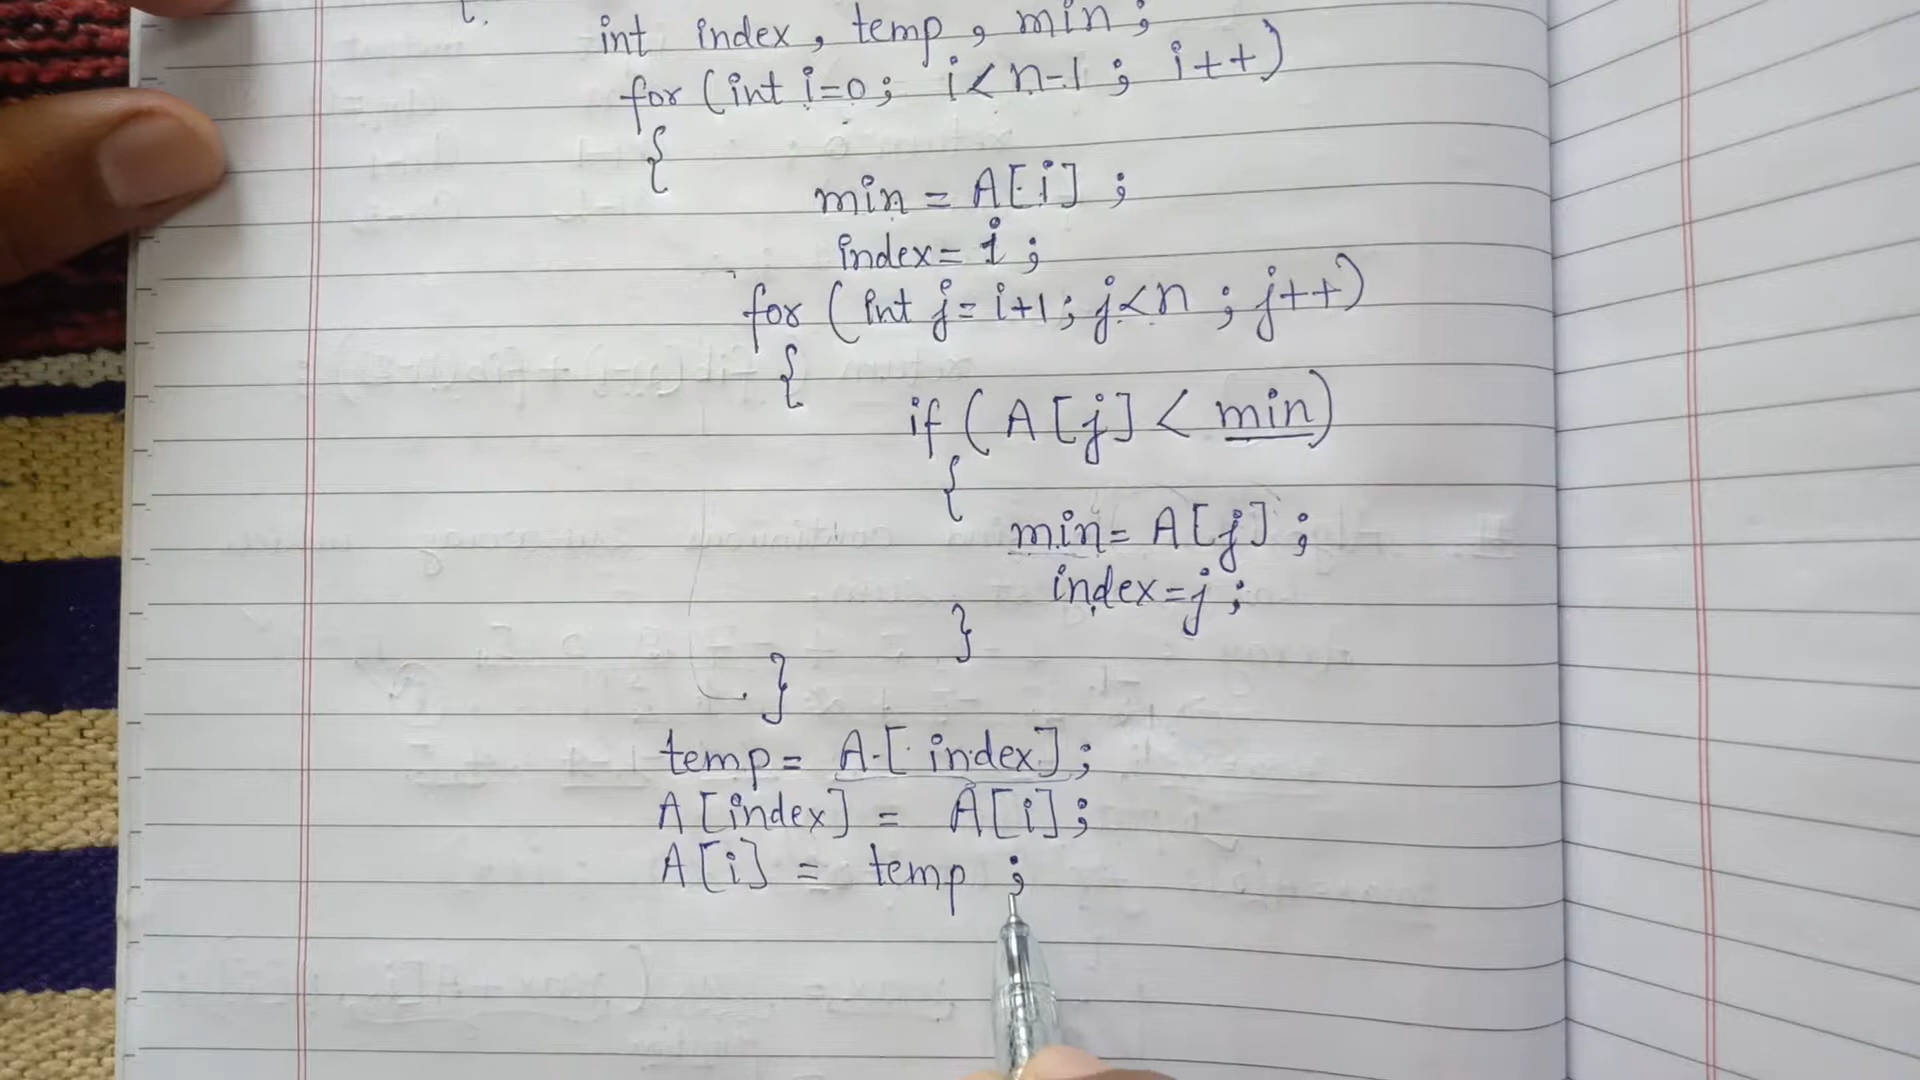 int index, temp, min;
for (int i=0; i<n-1; i++)
{
min = A[i];
index= i;
for (int j= i+1; j<n; j++)
{
if (A[j] < min)
{
min= A[j];
index=j;
}
}
temp= A[index];
A[index] = A[i];
A[i] = temp;